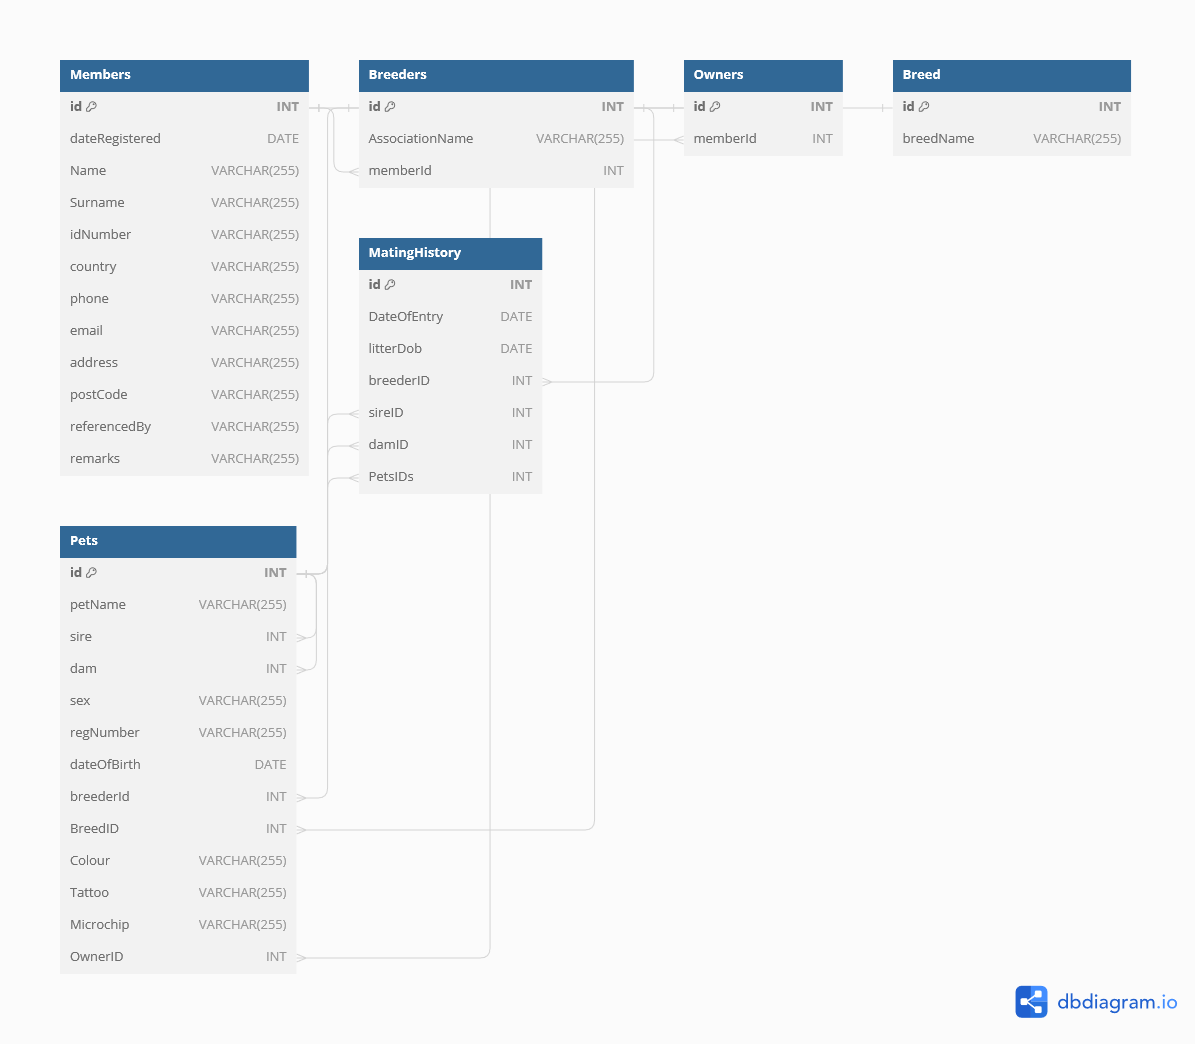 Members
id INT
dateRegistered DATE
Name VARCHAR(255)
Surname VARCHAR(255)
idNumber VARCHAR(255)
country VARCHAR(255)
phone VARCHAR(255)
email VARCHAR(255)
address VARCHAR(255)
postCode VARCHAR(255)
referencedBy VARCHAR(255)
remarks VARCHAR(255)
Breeders
id INT
AssociationName VARCHAR(255)
memberId INT
Owners
id INT
memberId INT
Breed
id INT
breedName VARCHAR(255)
MatingHistory
id INT
DateOfEntry DATE
litterDob DATE
breederID INT
sireID INT
damID INT
PetsIDs INT
Pets
id INT
petName VARCHAR(255)
sire INT
dam INT
sex VARCHAR(255)
regNumber VARCHAR(255)
dateOfBirth DATE
breederId INT
BreedID INT
Colour VARCHAR(255)
Tattoo VARCHAR(255)
Microchip VARCHAR(255)
OwnerID INT
dbdiagram.io